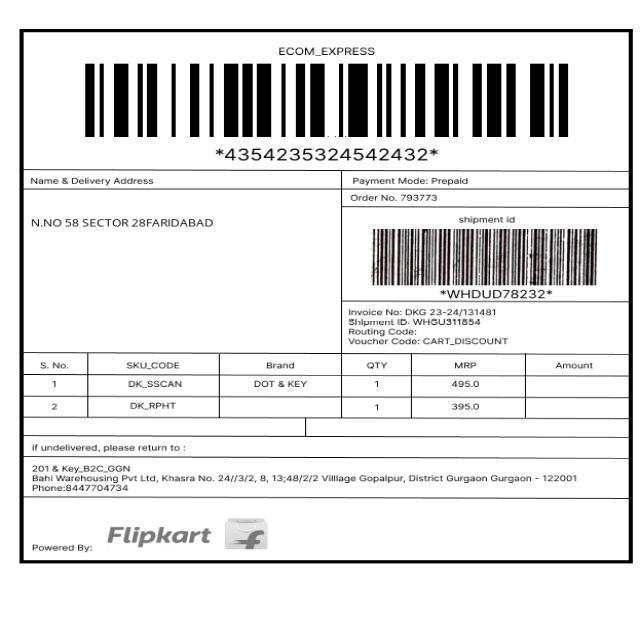 ECOM_EXPRESS
*4354235324542432*
Name & Delivery Address
Payment Mode: Prepaid
Order No. 793773
N.NO 58 SECTOR 28FARIDABAD
shipment id
*WHDUD78232*
Invoice No: DKG 23-24/131481
Shipment ID: WHGU311854
Routing Code:
Voucher Code: CART_DISCOUNT
S. No. SKU_CODE Brand QTY MRP Amount
1 DK_SSCAN DOT & KEY 1 495.0
2 DK_RPHT 1 395.0
if undelivered, please return to :
201 & Key_B2C_GGN
Bahi Warehousing Pvt Ltd, Khasra No. 24//3/2, 8, 13;48/2/2 Villlage Gopalpur, District Gurgaon Gurgaon - 122001
Phone:8447704734
Powered By: Flipkart